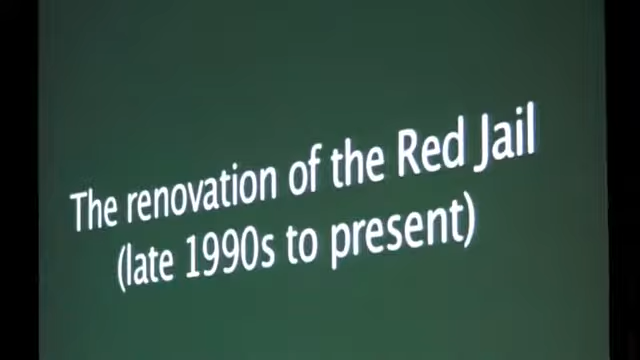 The renovation of the Red Jail
(late 1990s to present)